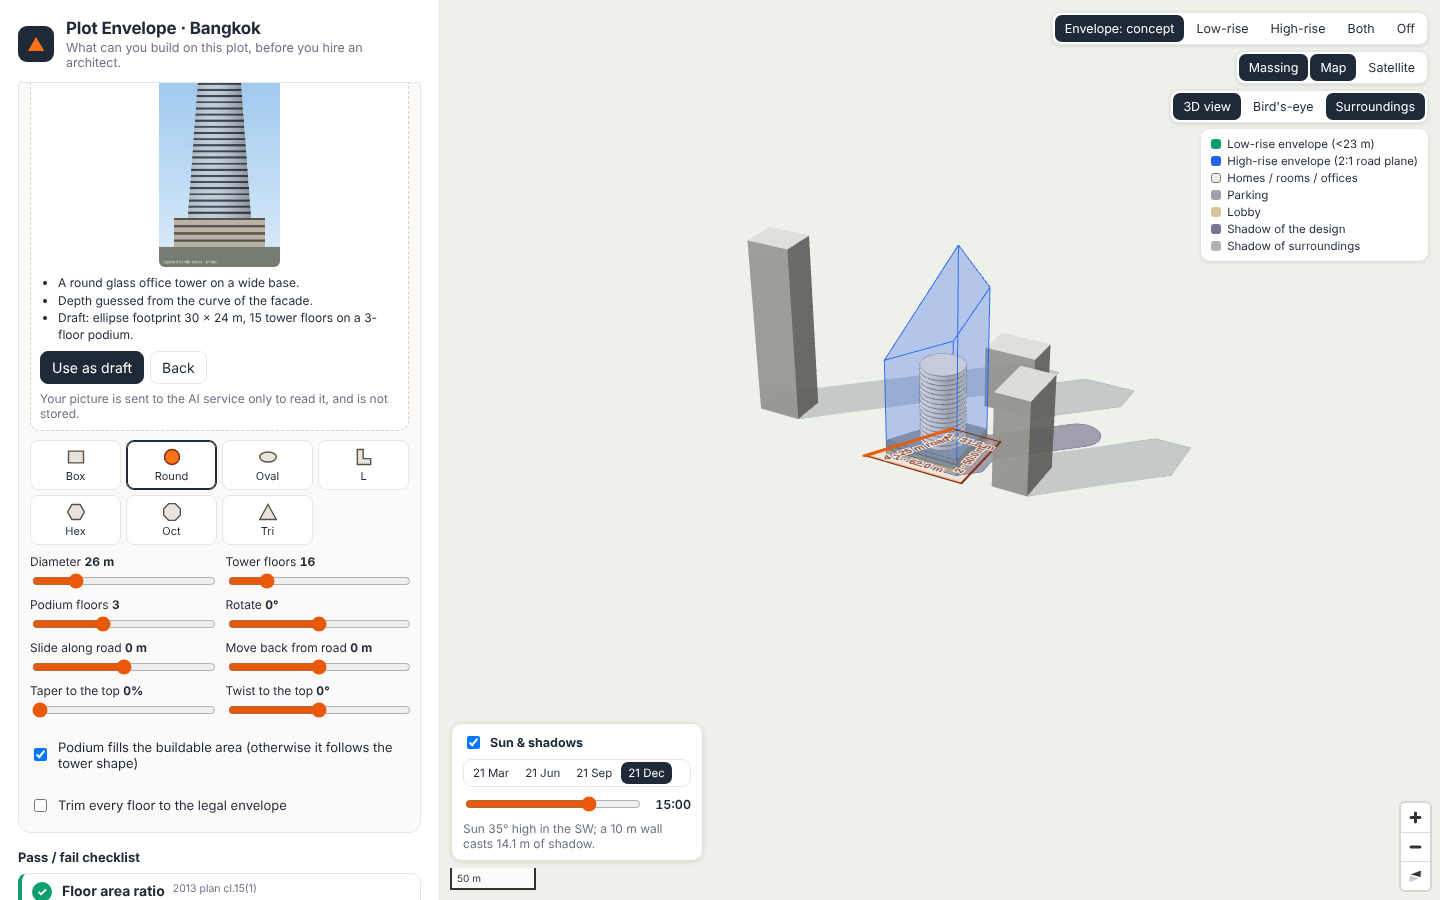 Plot Envelope · Bangkok
What can you build on this plot, before you hire an
architect.
A round glass office tower on a wide base.
Depth guessed from the curve of the facade.
Draft: ellipse footprint 30 × 24 m, 15 tower floors on a 3-
floor podium.
Use as draft
Back
Your picture is sent to the AI service only to read it, and is not
stored.
Box
Round
Oval
L
Hex
Oct
Tri
Diameter 26 m
Tower floors 16
Podium floors 3
Rotate 0°
Slide along road 0 m
Move back from road 0 m
Taper to the top 0%
Twist to the top 0°
Podium fills the buildable area (otherwise it follows the
tower shape)
Trim every floor to the legal envelope
Pass / fail checklist
Floor area ratio 2013 plan cl.15(1)
Envelope: concept
Low-rise
High-rise
Both
Off
Massing
Map
Satellite
3D view
Bird's-eye
Surroundings
Low-rise envelope (<23 m)
High-rise envelope (2:1 road plane)
Homes / rooms / offices
Parking
Lobby
Shadow of the design
Shadow of surroundings
Sun & shadows
21 Mar
21 Jun
21 Sep
21 Dec
15:00
Sun 35° high in the SW; a 10 m wall
casts 14.1 m of shadow.
50 m